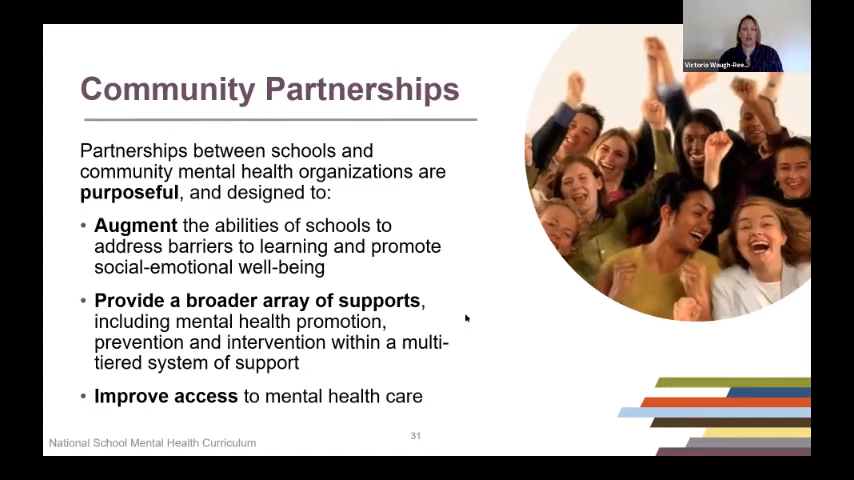 Victoria Waugh-Ree...
Community Partnerships
Partnerships between schools and
community mental health organizations are
purposeful, and designed to:
• Augment the abilities of schools to
address barriers to learning and promote
social-emotional well-being
• Provide a broader array of supports,
including mental health promotion,
prevention and intervention within a multi-
tiered system of support
• Improve access to mental health care
National School Mental Health Curriculum
31